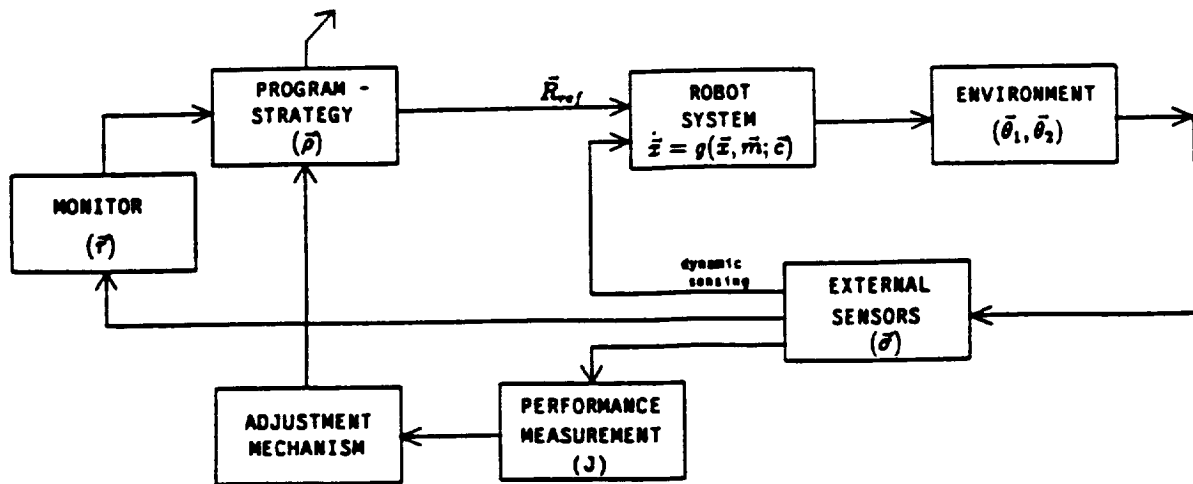 PROGRAM -
STRATEGY
(p⃗)
R⃗ref
ROBOT
SYSTEM
ẋ⃗ = g(x⃗, m⃗; c⃗)
ENVIRONMENT
(θ⃗₁, θ⃗₂)
MONITOR
(r⃗)
dynamic
sensing
EXTERNAL
SENSORS
(σ⃗)
ADJUSTMENT
MECHANISM
PERFORMANCE
MEASUREMENT
(J)